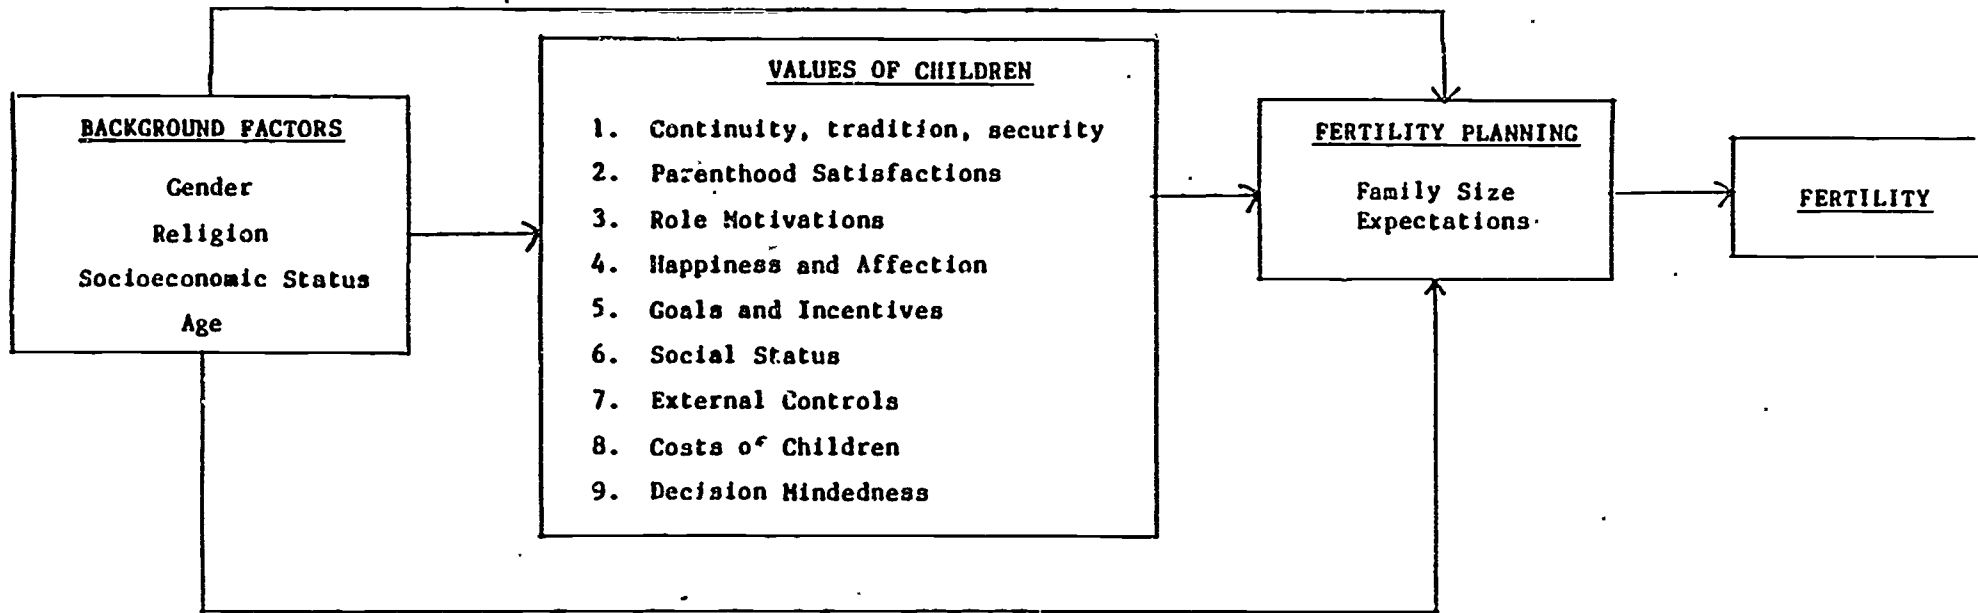 BACKGROUND FACTORS
Gender
Religion
Socioeconomic Status
Age
VALUES OF CHILDREN
1. Continuity, tradition, security
2. Parenthood Satisfactions
3. Role Motivations
4. Happiness and Affection
5. Goals and Incentives
6. Social Status
7. External Controls
8. Costs of Children
9. Decision Mindedness
FERTILITY PLANNING
Family Size
Expectations
FERTILITY